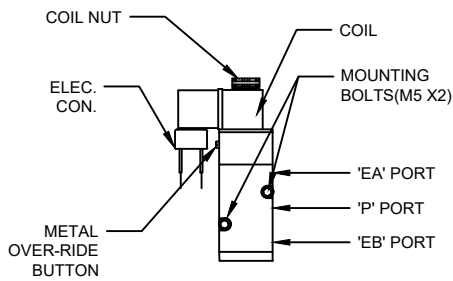 COIL NUT
COIL
ELEC.
CON.
MOUNTING
BOLTS(M5 X2)
'EA' PORT
'P' PORT
'EB' PORT
METAL
OVER-RIDE
BUTTON